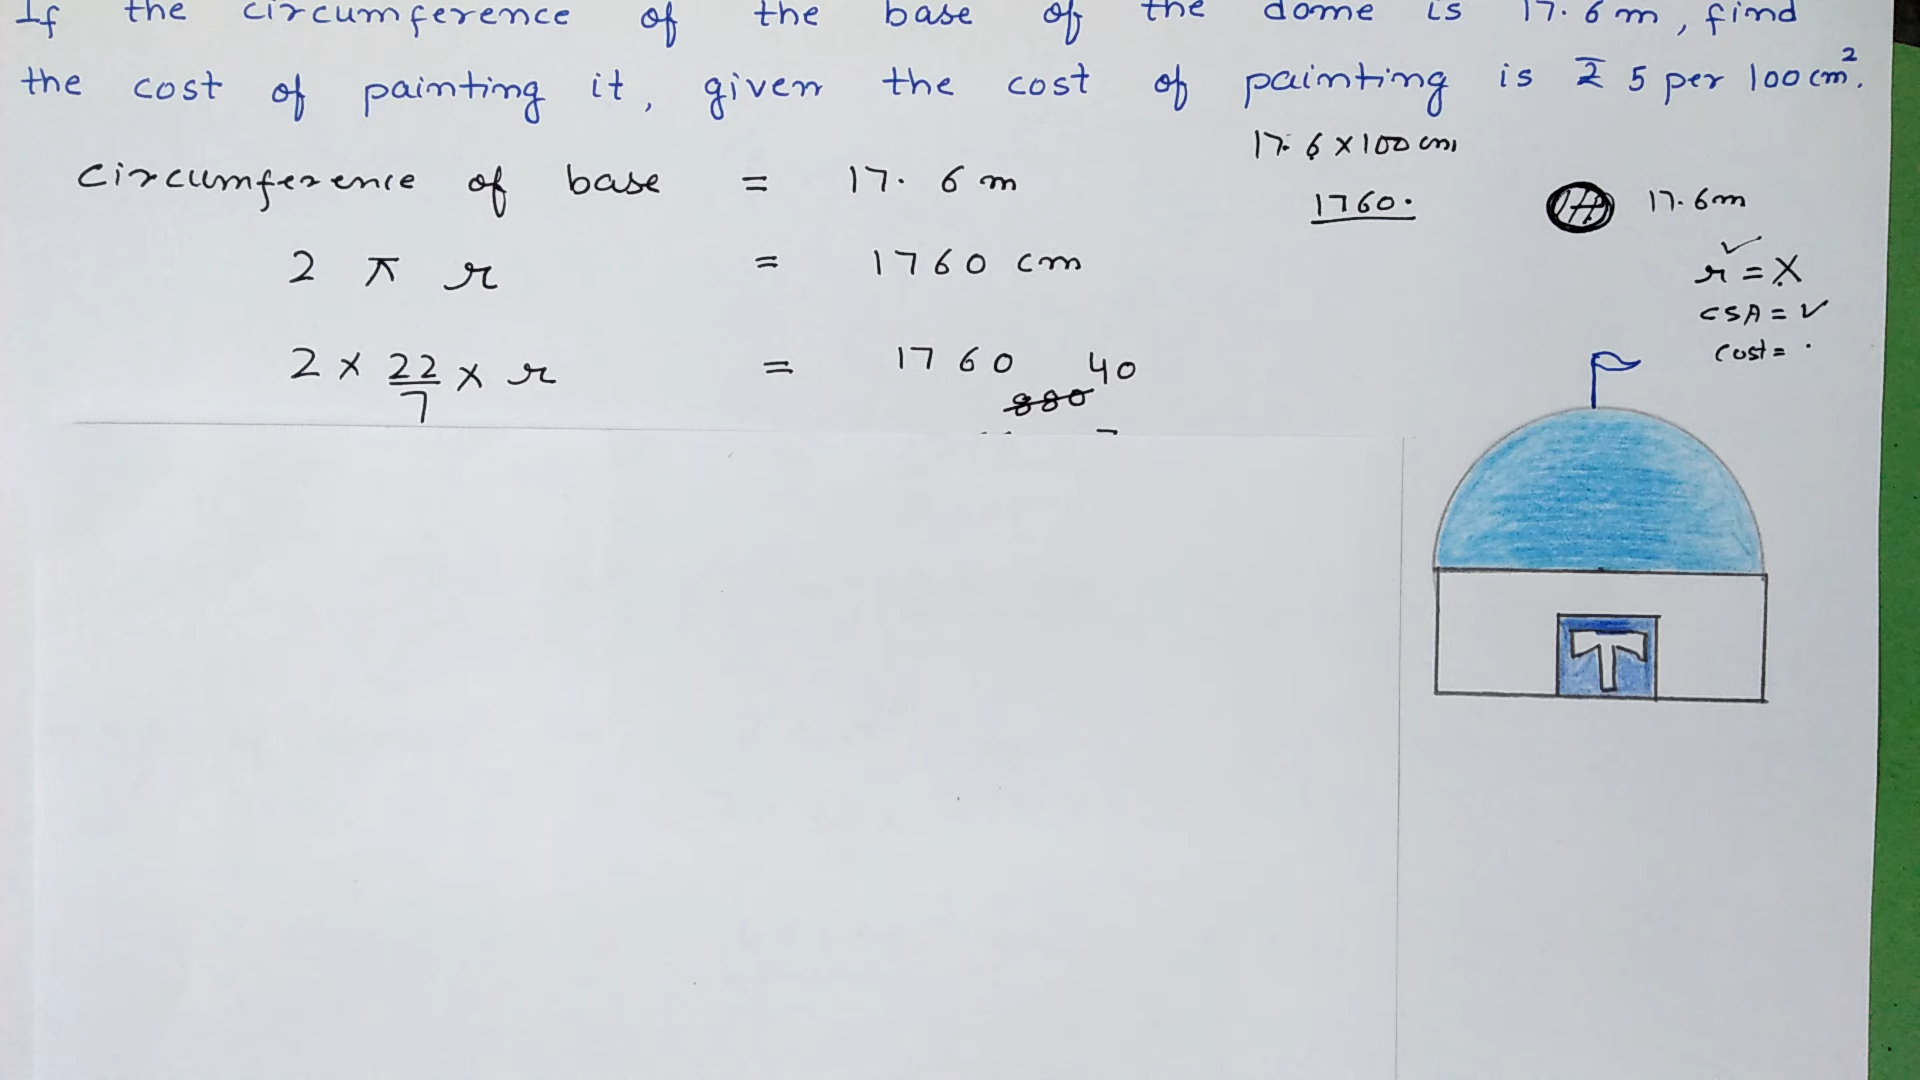 If the circumference of the base of the dome is 17.6 m, find
the cost of painting it, given the cost of painting is ₹ 5 per 100 cm².
17.6 × 100 cm
1760.
circumference of base = 17.6 m
17.6m
2 π r = 1760 cm
r = ×
CSA = ✓
cost = .
2 × 22/7 × r = 1760
40
880